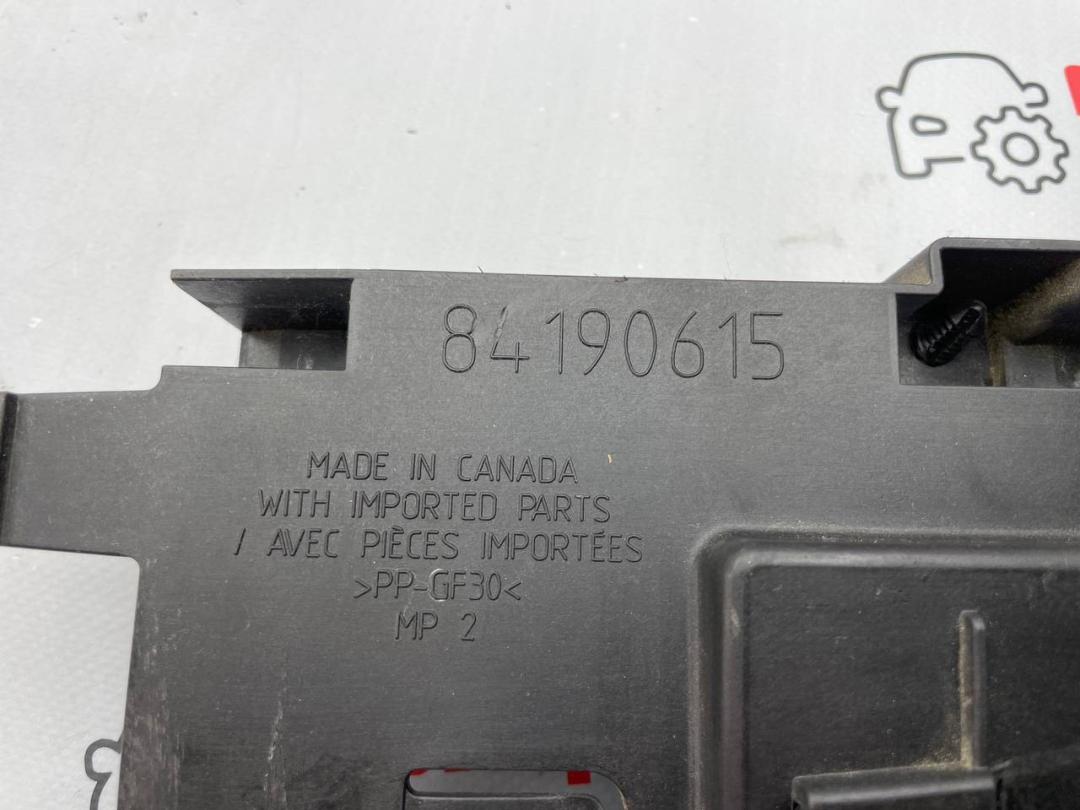 84190615
MADE IN CANADA
WITH IMPORTED PARTS
/ AVEC PIÈCES IMPORTÉES
>PP-GF30<
MP 2